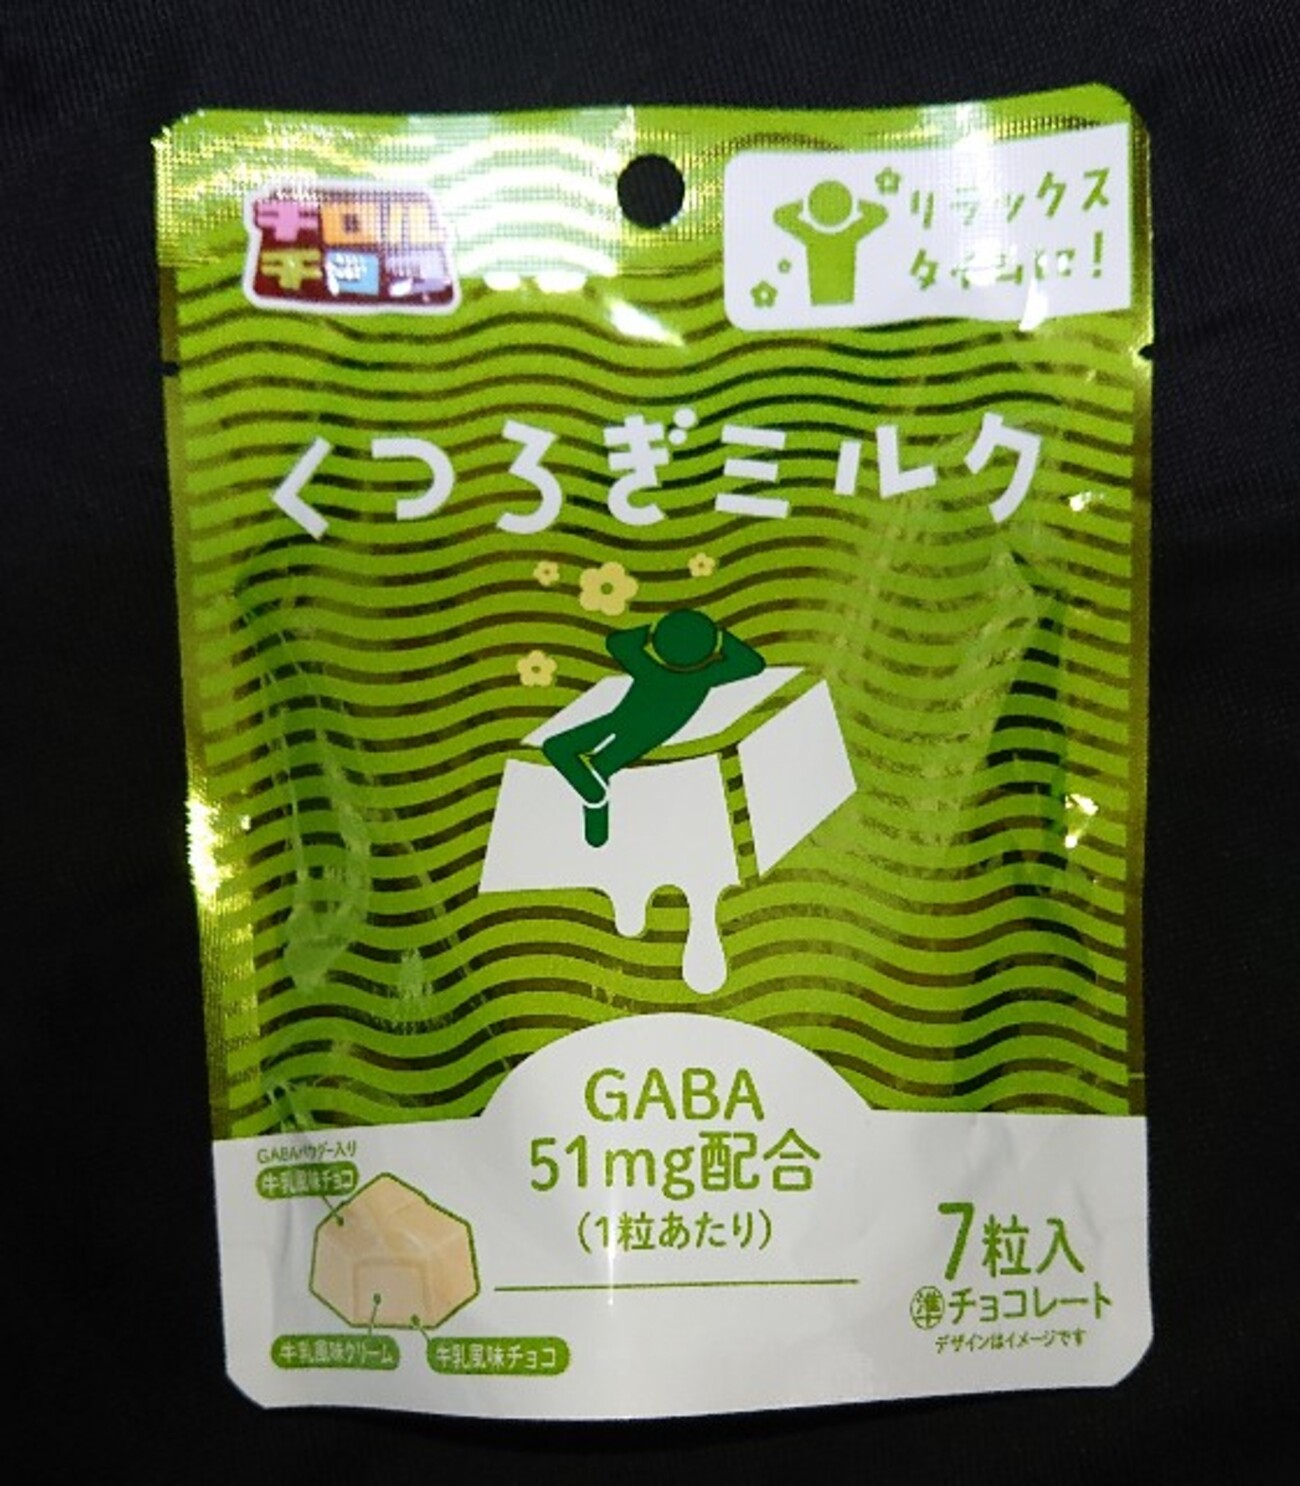 チロル
チョコ
リラックス
タイムに!
くつろぎミルク
GABA
51mg配合
(1粒あたり)
GABAパウダー入り
牛乳風味チョコ
牛乳風味クリーム
牛乳風味チョコ
7粒入
準チョコレート
デザインはイメージです